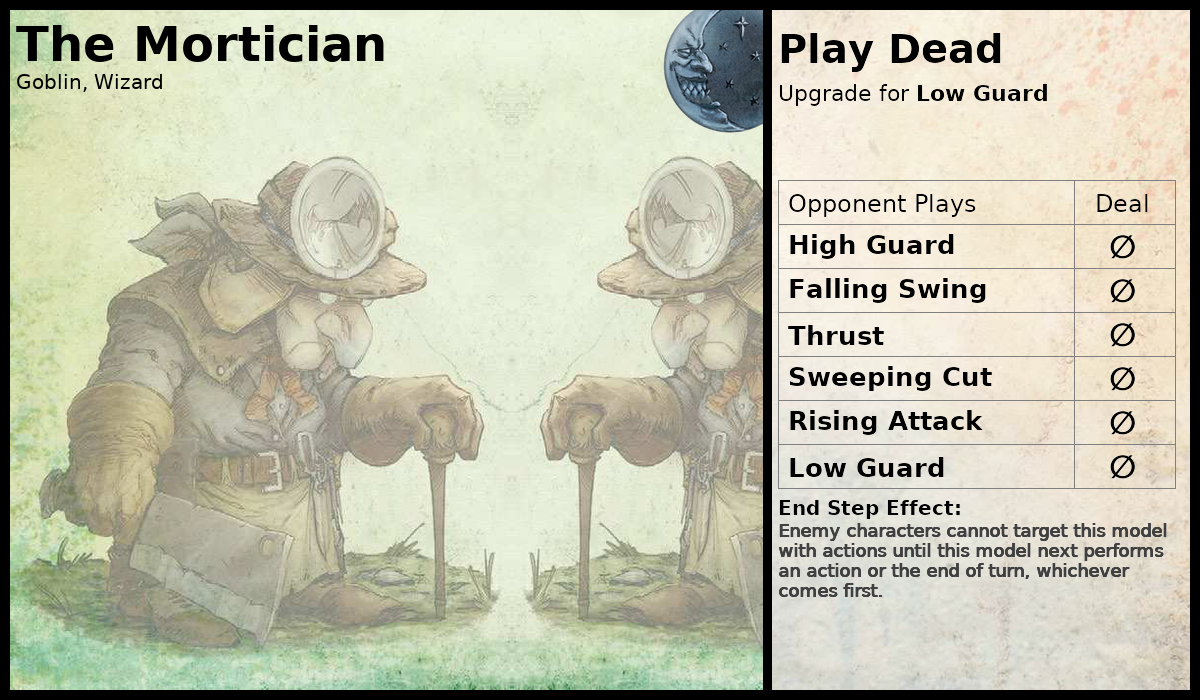 The Mortician
Goblin, Wizard
Play Dead
Upgrade for Low Guard
Opponent Plays Deal
High Guard ∅
Falling Swing ∅
Thrust ∅
Sweeping Cut ∅
Rising Attack ∅
Low Guard ∅
End Step Effect:
Enemy characters cannot target this model
with actions until this model next performs
an action or the end of turn, whichever
comes first.